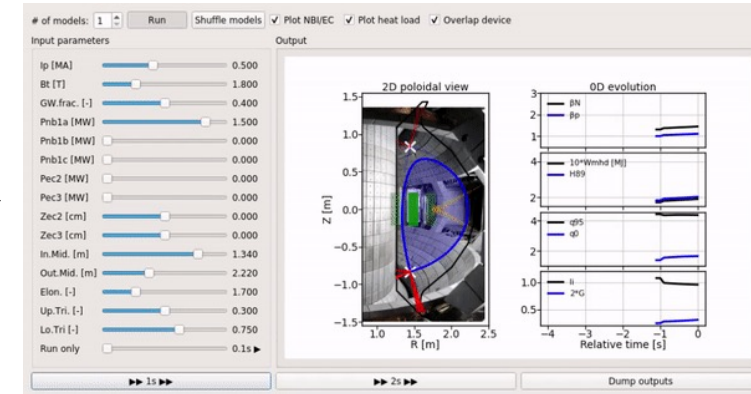 # of models: 1 Run Shuffle models Plot NBI/EC Plot heat load Overlap device
Input parameters
Output
Ip [MA] 0.500
Bt [T] 1.800
GW.frac. [-] 0.400
Pnb1a [MW] 1.500
Pnb1b [MW] 0.000
Pnb1c [MW] 0.000
Pec2 [MW] 0.000
Pec3 [MW] 0.000
Zec2 [cm] 0.000
Zec3 [cm] 0.000
In.Mid. [m] 1.340
Out.Mid. [m] 2.220
Elon. [-] 1.700
Up.Tri. [-] 0.300
Lo.Tri [-] 0.750
Run only 0.1s ▶
▶▶ 1s ▶▶
2D poloidal view
Z [m]
1.5
1.0
0.5
0.0
−0.5
−1.0
−1.5
1.0 1.5 2.0 2.5
R [m]
0D evolution
3
2
1
βN
βp
4
2
10*Wmhd [MJ]
H89
4
2
q95
q0
1.0
0.5
li
2*G
−4 −3 −2 −1 0
Relative time [s]
▶▶ 2s ▶▶
Dump outputs